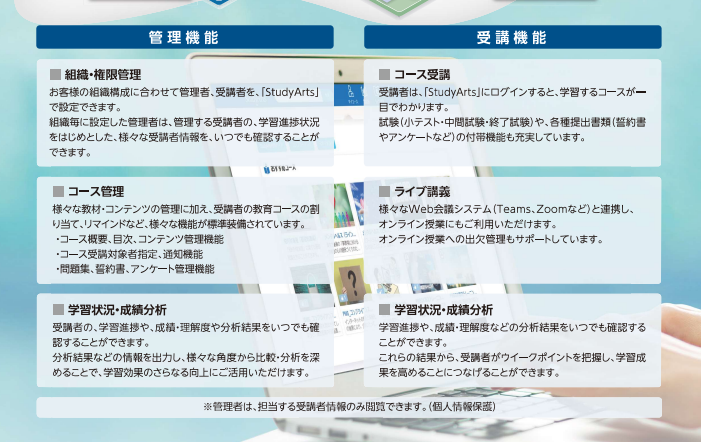 管理機能
■ 組織・権限管理
お客様の組織構成に合わせて管理者、受講者を、「StudyArts」
で設定できます。
組織毎に設定した管理者は、管理する受講者の、学習進捗状況
をはじめとした、様々な受講者情報を、いつでも確認することが
できます。
■ コース管理
様々な教材・コンテンツの管理に加え、受講者の教育コースの割
り当て、リマインドなど、様々な機能が標準装備されています。
・コース概要、目次、コンテンツ管理機能
・コース受講対象者指定、通知機能
・問題集、誓約書、アンケート管理機能
■ 学習状況・成績分析
受講者の、学習進捗や、成績・理解度や分析結果をいつでも確
認することができます。
分析結果などの情報を出力し、様々な角度から比較・分析を深
めることで、学習効果のさらなる向上にご活用いただけます。
受講機能
■ コース受講
受講者は、「StudyArts」にログインすると、学習するコースが一
目でわかります。
試験(小テスト・中間試験・終了試験)や、各種提出書類(誓約書
やアンケートなど)の付帯機能も充実しています。
■ ライブ講義
様々なWeb会議システム(Teams、Zoomなど)と連携し、
オンライン授業にもご利用いただけます。
オンライン授業への出欠管理もサポートしています。
■ 学習状況・成績分析
学習進捗や、成績・理解度などの分析結果をいつでも確認する
ことができます。
これらの結果から、受講者がウイークポイントを把握し、学習成
果を高めることにつなげることができます。
おすすめコース
※管理者は、担当する受講者情報のみ閲覧できます。(個人情報保護)